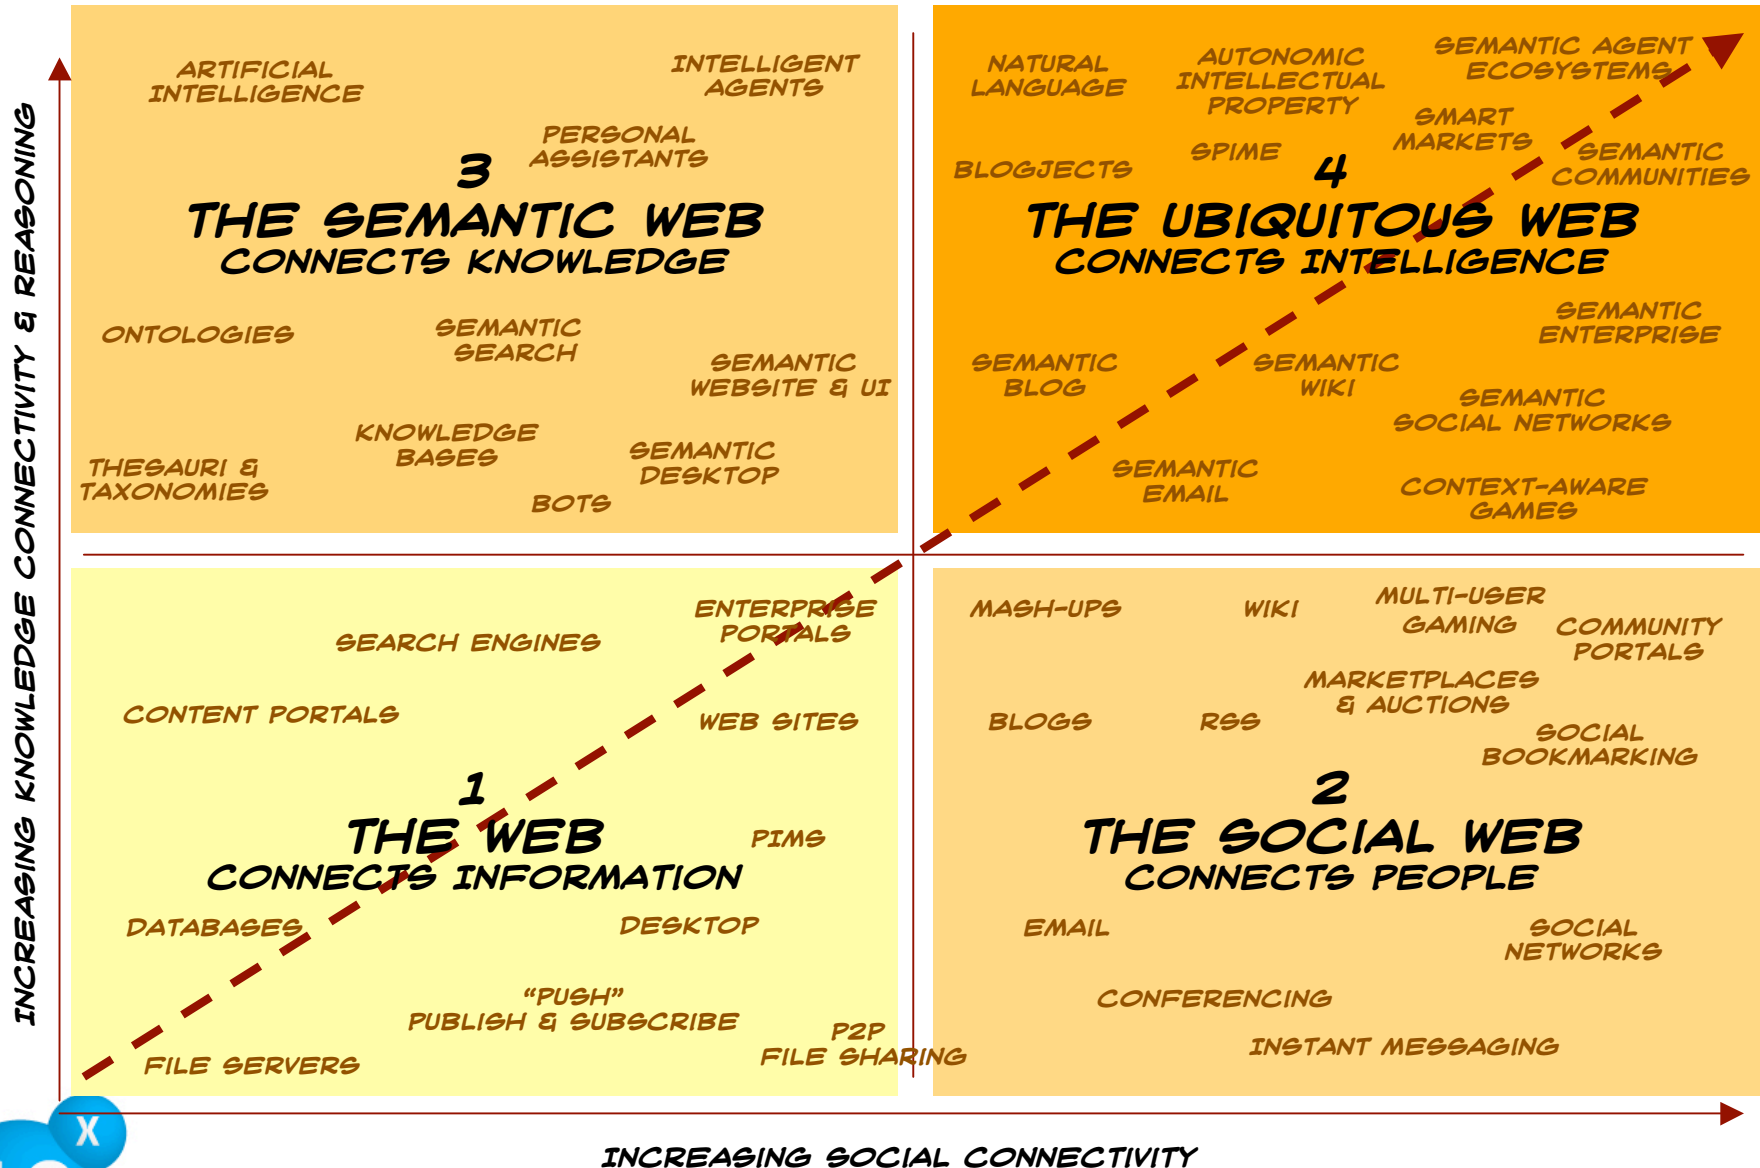 INCREASING KNOWLEDGE CONNECTIVITY & REASONING
ARTIFICIAL
INTELLIGENCE
INTELLIGENT
AGENTS
PERSONAL
ASSISTANTS
3
THE SEMANTIC WEB
CONNECTS KNOWLEDGE
ONTOLOGIES
SEMANTIC
SEARCH
SEMANTIC
WEBSITE & UI
KNOWLEDGE
BASES
SEMANTIC
DESKTOP
THESAURI &
TAXONOMIES
BOTS
NATURAL
LANGUAGE
AUTONOMIC
INTELLECTUAL
PROPERTY
SEMANTIC AGENT
ECOSYSTEMS
SMART
MARKETS
SPIME
BLOGJECTS
SEMANTIC
COMMUNITIES
4
THE UBIQUITOUS WEB
CONNECTS INTELLIGENCE
SEMANTIC
ENTERPRISE
SEMANTIC
BLOG
SEMANTIC
WIKI
SEMANTIC
SOCIAL NETWORKS
SEMANTIC
EMAIL
CONTEXT-AWARE
GAMES
ENTERPRISE
PORTALS
SEARCH ENGINES
CONTENT PORTALS
WEB SITES
1
THE WEB
CONNECTS INFORMATION
PIMS
DATABASES
DESKTOP
“PUSH”
PUBLISH & SUBSCRIBE
P2P
FILE SHARING
FILE SERVERS
MASH-UPS
WIKI
MULTI-USER
GAMING
COMMUNITY
PORTALS
MARKETPLACES
& AUCTIONS
BLOGS
RSS
SOCIAL
BOOKMARKING
2
THE SOCIAL WEB
CONNECTS PEOPLE
EMAIL
SOCIAL
NETWORKS
CONFERENCING
INSTANT MESSAGING
X
INCREASING SOCIAL CONNECTIVITY